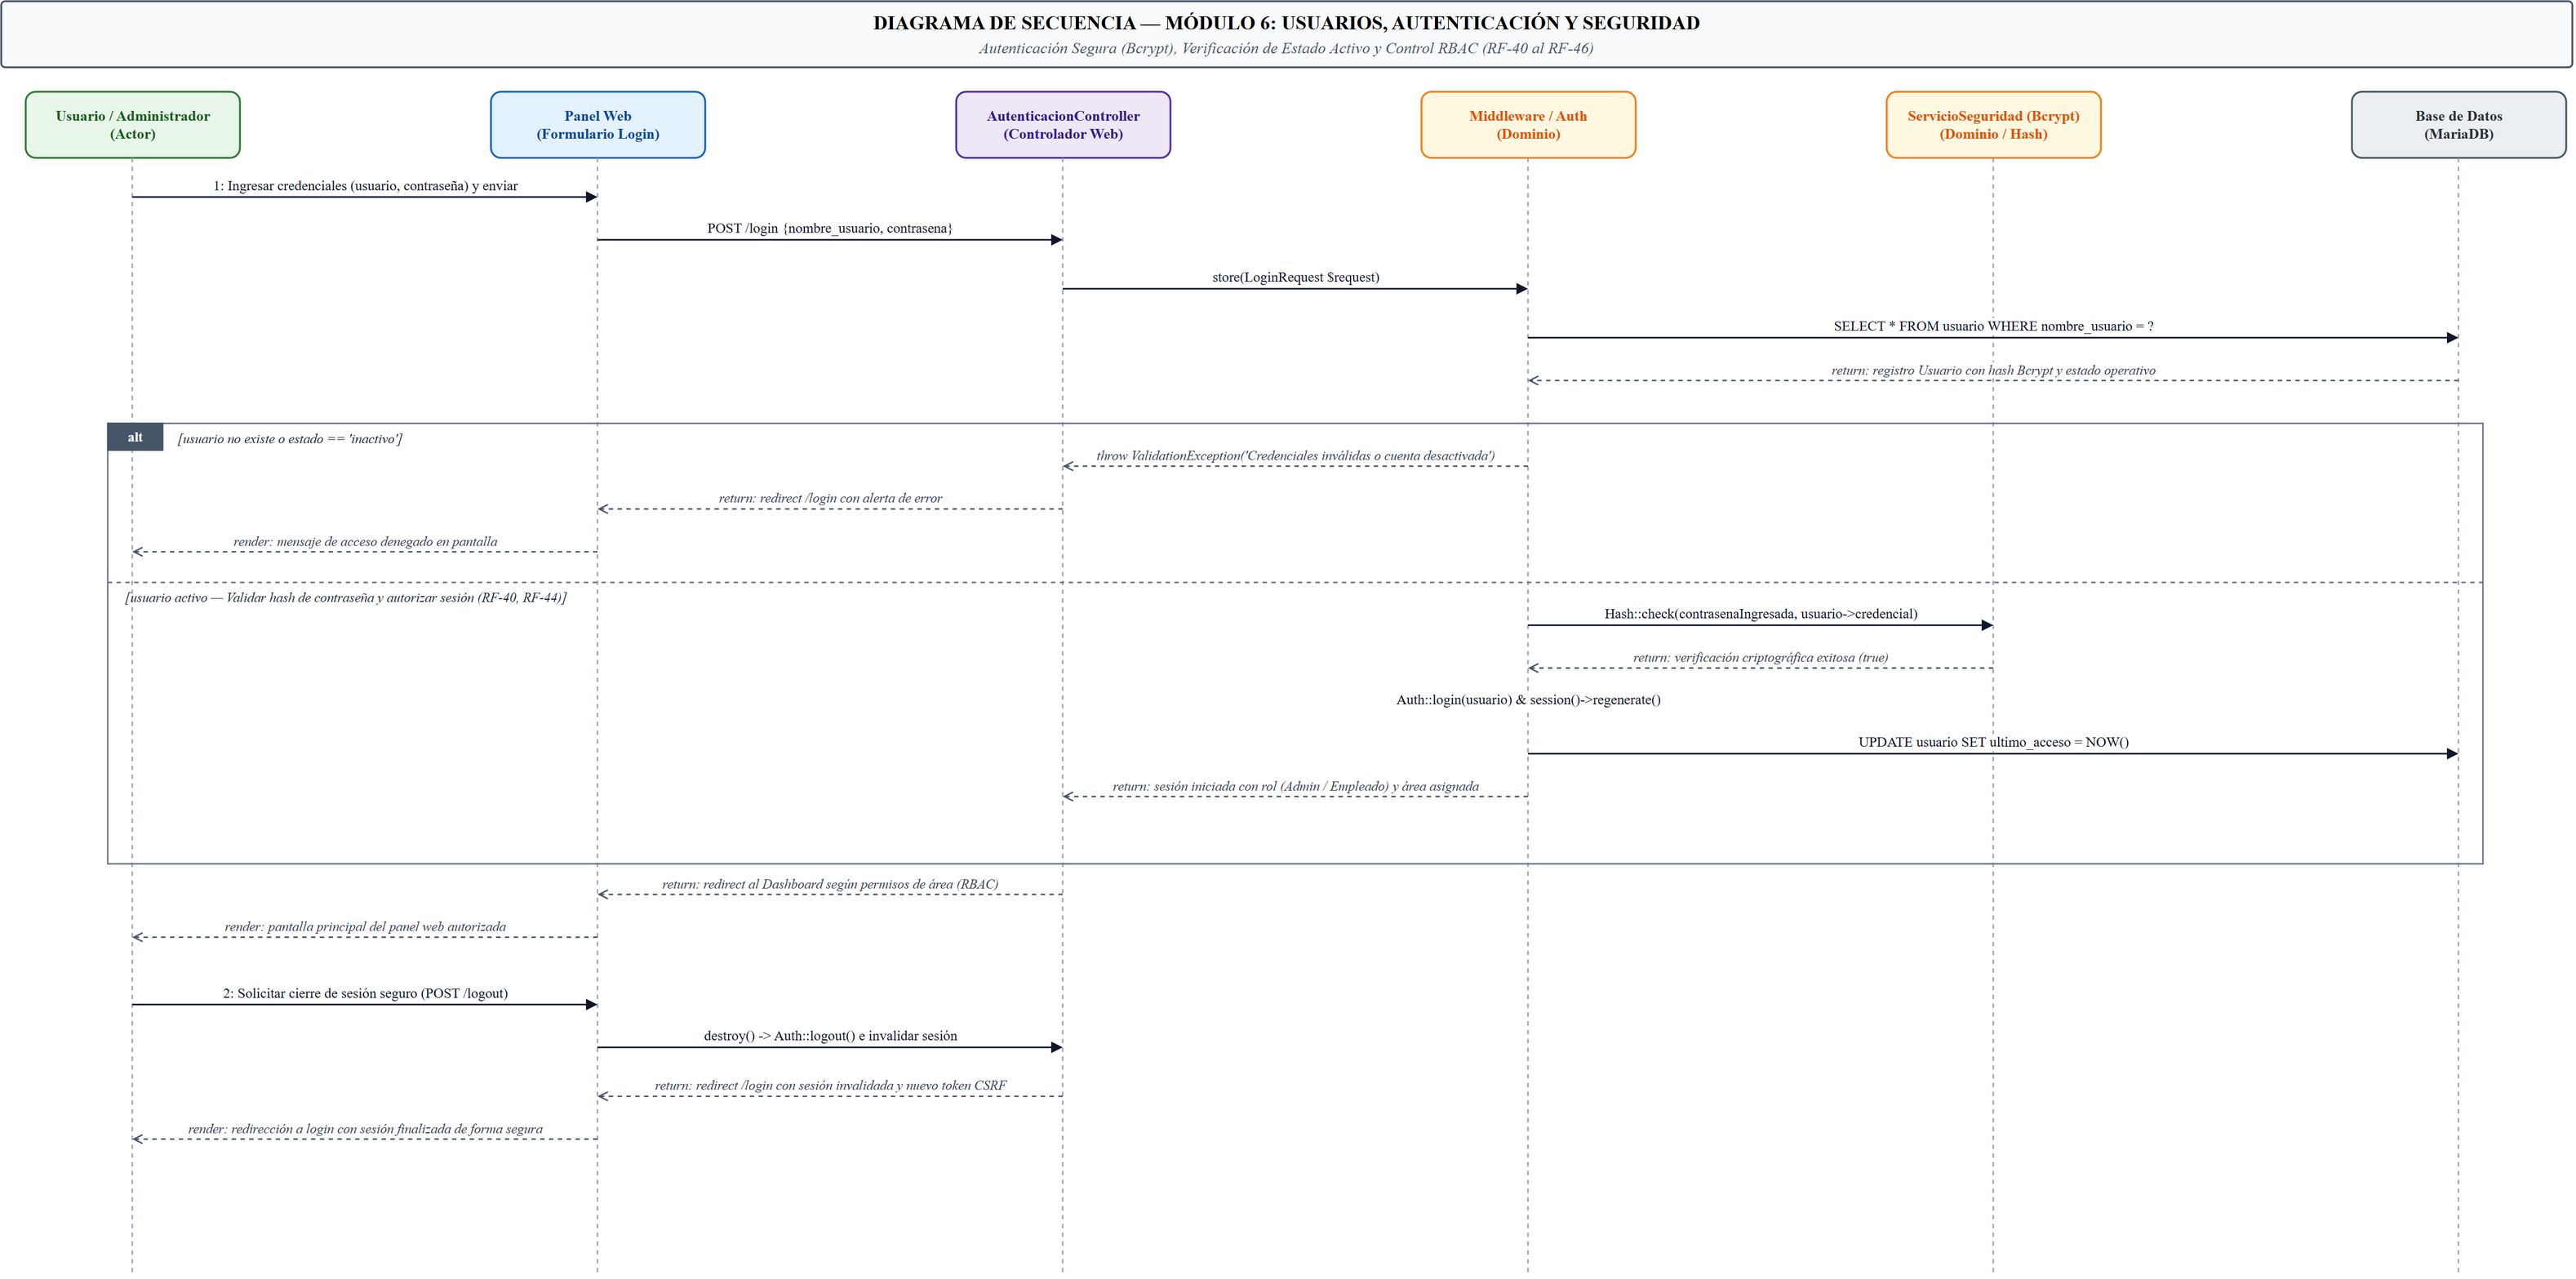 DIAGRAMA DE SECUENCIA — MÓDULO 6: USUARIOS, AUTENTICACIÓN Y SEGURIDAD
Autenticación Segura (Bcrypt), Verificación de Estado Activo y Control RBAC (RF-40 al RF-46)
Usuario / Administrador
(Actor)
Panel Web
(Formulario Login)
AutenticacionController
(Controlador Web)
Middleware / Auth
(Dominio)
ServicioSeguridad (Bcrypt)
(Dominio / Hash)
Base de Datos
(MariaDB)
1: Ingresar credenciales (usuario, contraseña) y enviar
POST /login {nombre_usuario, contrasena}
store(LoginRequest $request)
SELECT * FROM usuario WHERE nombre_usuario = ?
return: registro Usuario con hash Bcrypt y estado operativo
alt
[usuario no existe o estado == 'inactivo']
throw ValidationException('Credenciales inválidas o cuenta desactivada')
return: redirect /login con alerta de error
render: mensaje de acceso denegado en pantalla
[usuario activo — Validar hash de contraseña y autorizar sesión (RF-40, RF-44)]
Hash::check(contrasenaIngresada, usuario->credencial)
return: verificación criptográfica exitosa (true)
Auth::login(usuario) & session()->regenerate()
UPDATE usuario SET ultimo_acceso = NOW()
return: sesión iniciada con rol (Admin / Empleado) y área asignada
return: redirect al Dashboard según permisos de área (RBAC)
render: pantalla principal del panel web autorizada
2: Solicitar cierre de sesión seguro (POST /logout)
destroy() -> Auth::logout() e invalidar sesión
return: redirect /login con sesión invalidada y nuevo token CSRF
render: redirección a login con sesión finalizada de forma segura